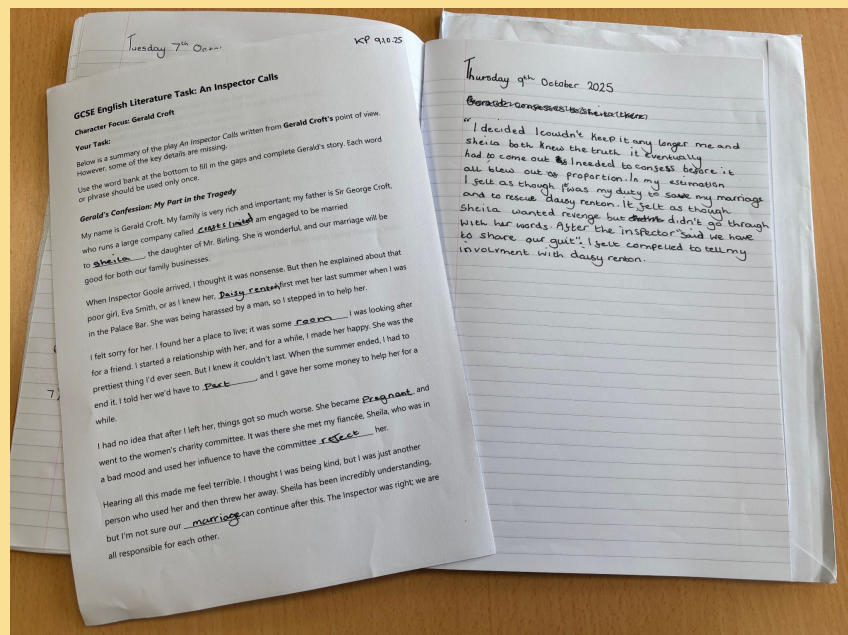 Tuesday 7th
KP 9.10.25
GCSE English Literature Task: An Inspector Calls
Character Focus: Gerald Croft
Your Task:
Below is a summary of the play An Inspector Calls written from Gerald Croft's point of view.
However, some of the key details are missing.
Use the word bank at the bottom to fill in the gaps and complete Gerald's story. Each word
or phrase should be used only once.
Gerald's Confession: My Part in the Tragedy
My name is Gerald Croft. My family is very rich and important; my father is Sir George Croft,
who runs a large company called crofts limited am engaged to be married
to sheila, the daughter of Mr. Birling. She is wonderful, and our marriage will be
good for both our family businesses.
When Inspector Goole arrived, I thought it was nonsense. But then he explained about that
poor girl, Eva Smith, or as I knew her, Daisy renton first met her last summer when I was
in the Palace Bar. She was being harassed by a man, so I stepped in to help her.
I felt sorry for her. I found her a place to live; it was some room I was looking after
for a friend. I started a relationship with her, and for a while, I made her happy. She was the
prettiest thing I'd ever seen. But I knew it couldn't last. When the summer ended, I had to
end it. I told her we'd have to Part, and I gave her some money to help her for a
while.
I had no idea that after I left her, things got so much worse. She became Pregnant and
went to the women's charity committee. It was there she met my fiancée, Sheila, who was in
a bad mood and used her influence to have the committee reject her.
Hearing all this made me feel terrible. I thought I was being kind, but I was just another
person who used her and then threw her away. Sheila has been incredibly understanding,
but I'm not sure our marriage can continue after this. The Inspector was right; we are
all responsible for each other.
7)
Thursday 9th October 2025
"I decided I couldn't keep it any longer me and
sheila both knew the truth it eventually
had to come out I needed to confess before it
all blew out of proportion. In my estimation
I felt as though I was my duty to save my marriage
and to rescue daisy renton. It felt as though
sheila wanted revenge but didn't go through
with her words. After the inspector "said we have
to share our guit". I felt compelled to tell my
involvment with daisy renton.